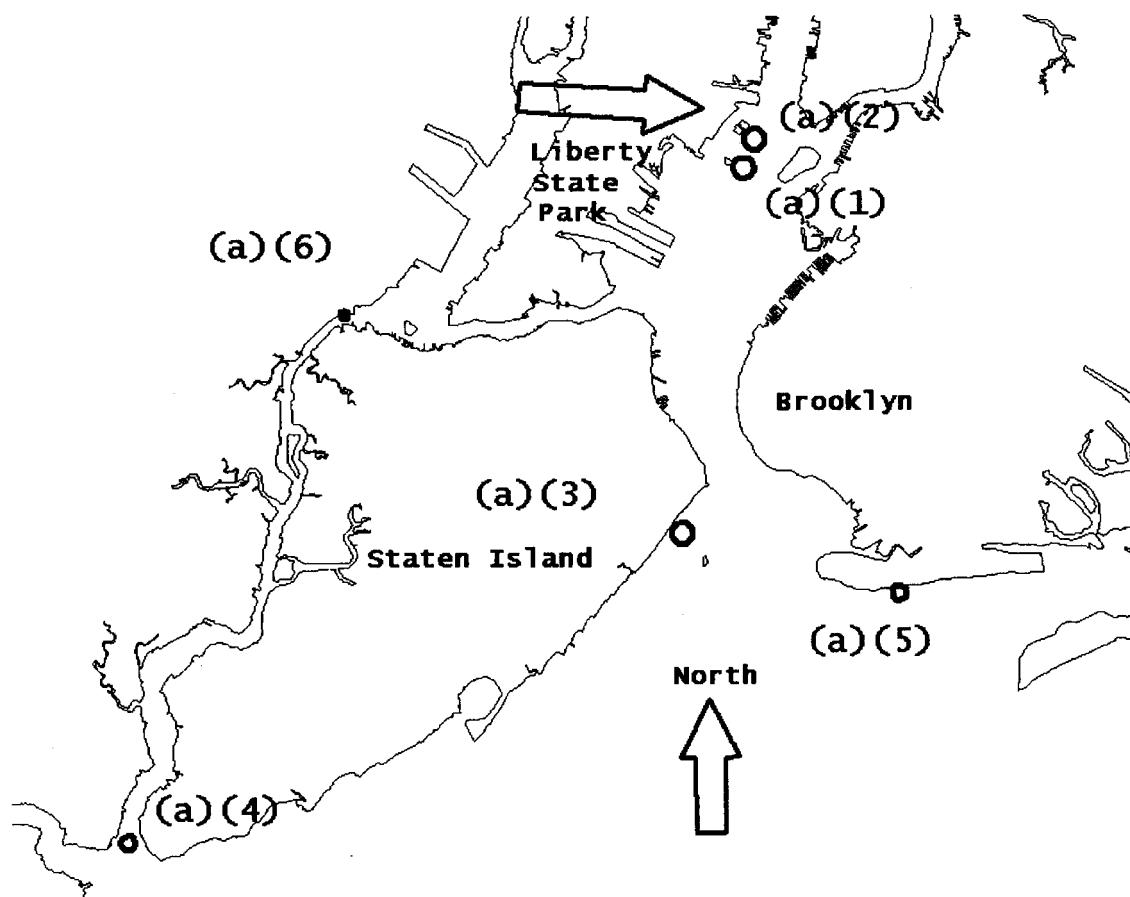 (a)(2)
Liberty
State
Park
(a)(1)
(a)(6)
Brooklyn
(a)(3)
Staten Island
(a)(5)
North
(a)(4)